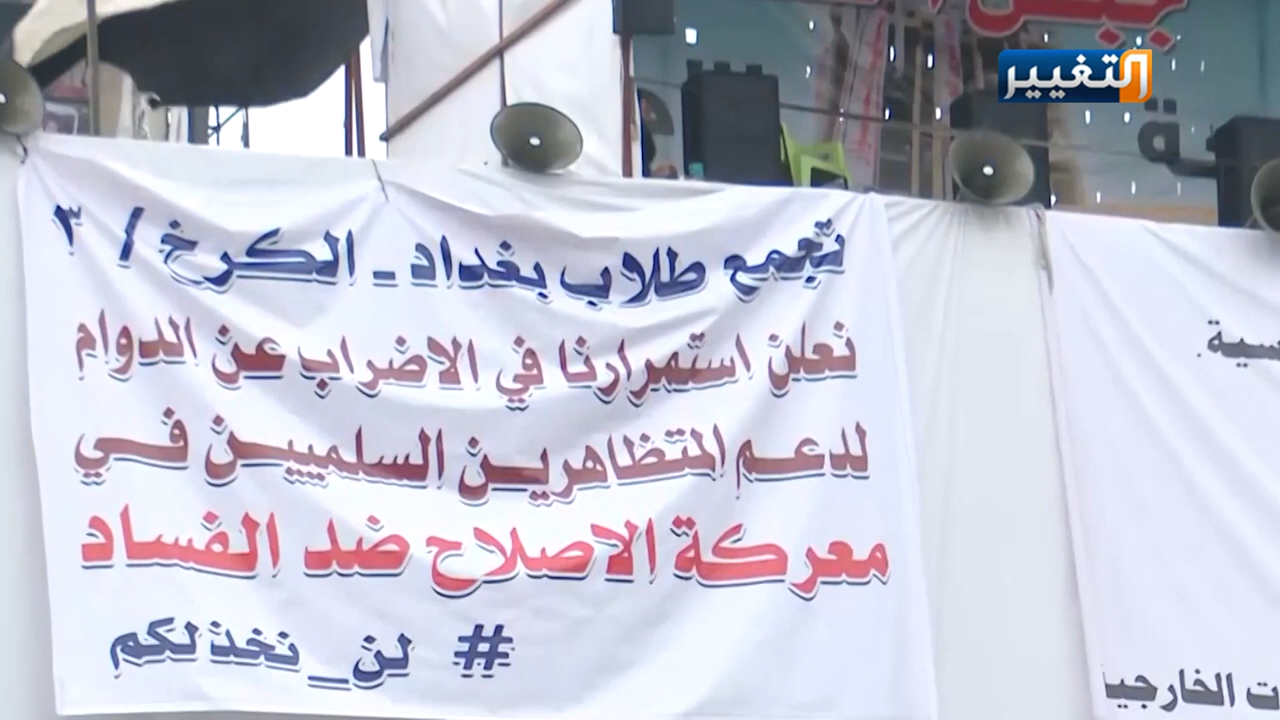 التغيير
تجمع طلاب بغداد - الكرخ / ٣
نعلن استمرارنا في الاضراب عن الدوام
لدعم المتظاهرين السلميين في
معركة الاصلاح ضد الفساد
# لن_نخذلكم
الخارجية